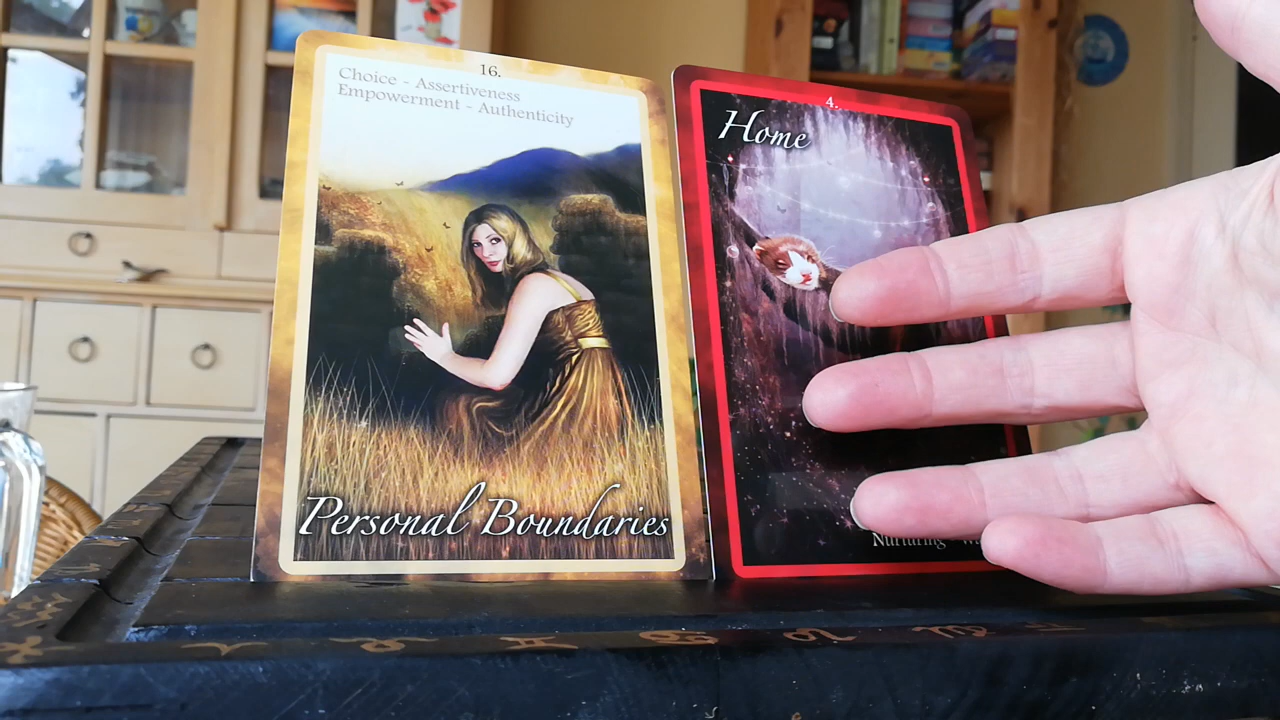 16.
Choice - Assertiveness
Empowerment - Authenticity
Personal Boundaries
4.
Home
Nurturing